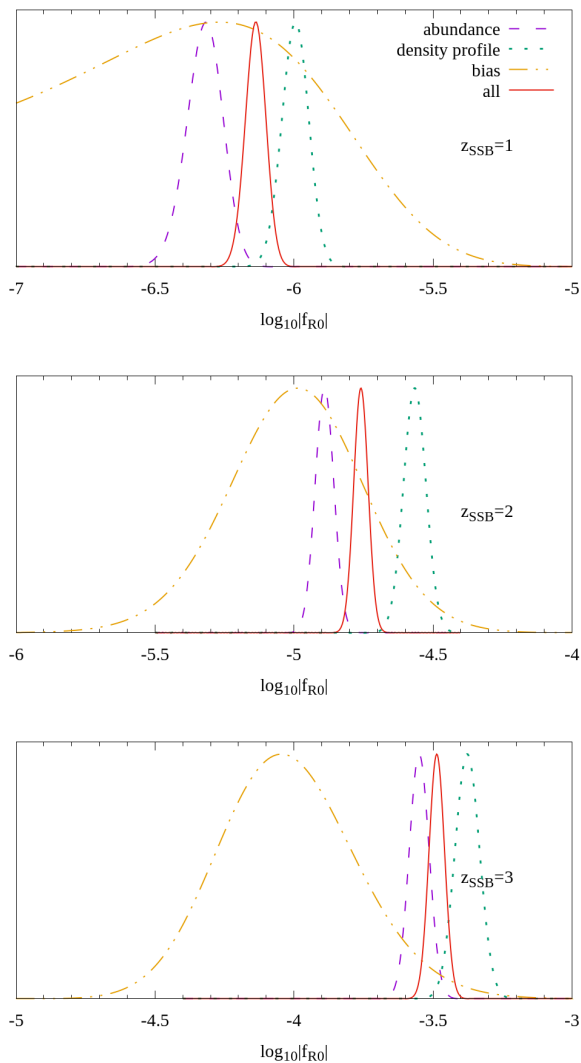 abundance
density profile
bias
all
z_SSB=1
-7 -6.5 -6 -5.5 -5
log10|fR0|
z_SSB=2
-6 -5.5 -5 -4.5 -4
log10|fR0|
z_SSB=3
-5 -4.5 -4 -3.5 -3
log10|fR0|